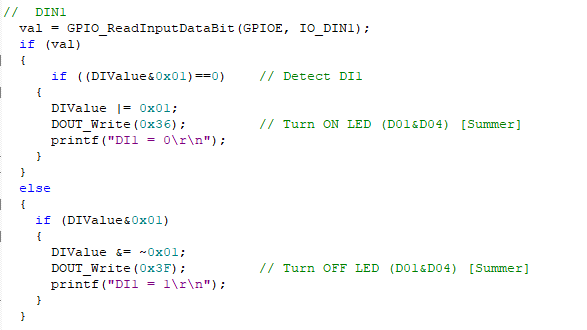 //  DIN1
val = GPIO_ReadInputDataBit(GPIOE, IO_DIN1);
if (val)
{
if ((DIValue&0x01)==0)    // Detect DI1
{
DIValue |= 0x01;
DOUT_Write(0x36);         // Turn ON LED (D01&D04) [Summer]
printf("DI1 = 0\r\n");
}
}
else
{
if (DIValue&0x01)
{
DIValue &= ~0x01;
DOUT_Write(0x3F);         // Turn OFF LED (D01&D04) [Summer]
printf("DI1 = 1\r\n");
}
}